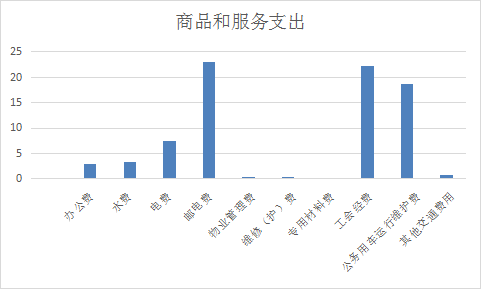 商品和服务支出
25
20
15
10
5
0
办公费
水费
电费
邮电费
物业管理费
维修（护）费
专用材料费
工会经费
公务用车运行维护费
其他交通费用